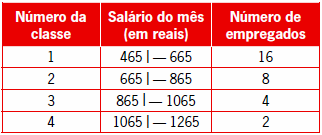 Número da classe | Salário do mês (em reais) | Número de empregados
1 | 465 |— 665 | 16
2 | 665 |— 865 | 8
3 | 865 |— 1065 | 4
4 | 1065 |— 1265 | 2